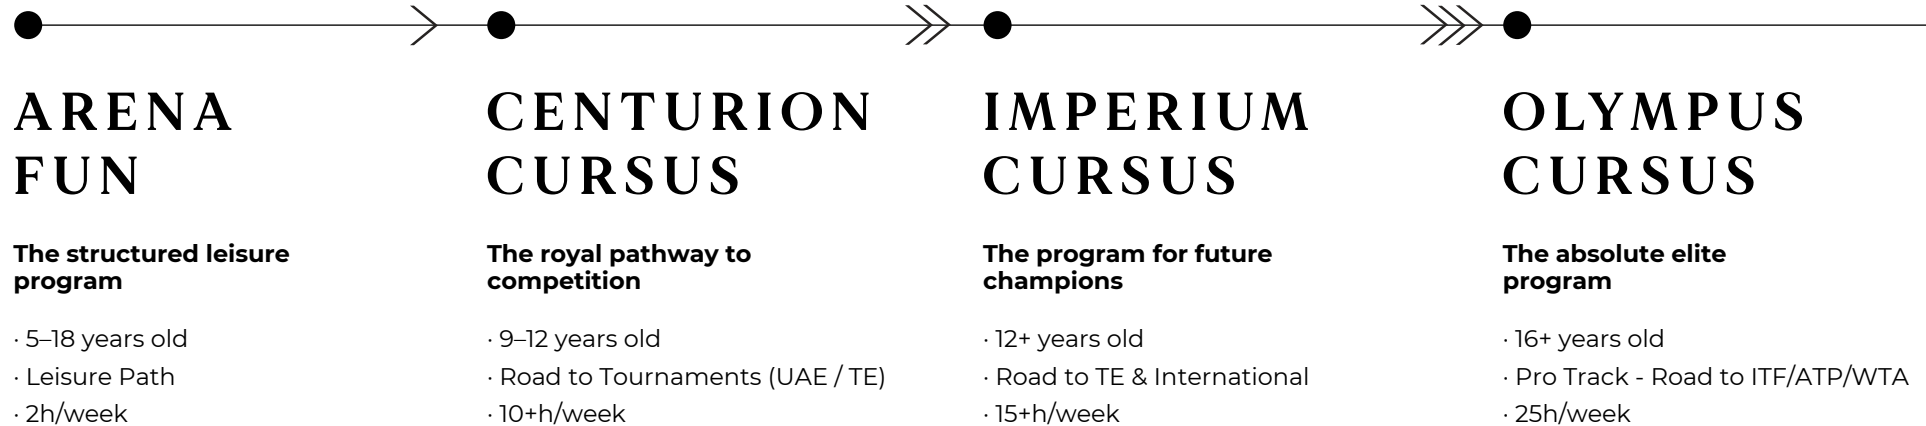 ARENA
FUN
The structured leisure
program
· 5–18 years old
· Leisure Path
· 2h/week
CENTURION
CURSUS
The royal pathway to
competition
· 9–12 years old
· Road to Tournaments (UAE / TE)
· 10+h/week
IMPERIUM
CURSUS
The program for future
champions
· 12+ years old
· Road to TE & International
· 15+h/week
OLYMPUS
CURSUS
The absolute elite
program
· 16+ years old
· Pro Track - Road to ITF/ATP/WTA
· 25h/week